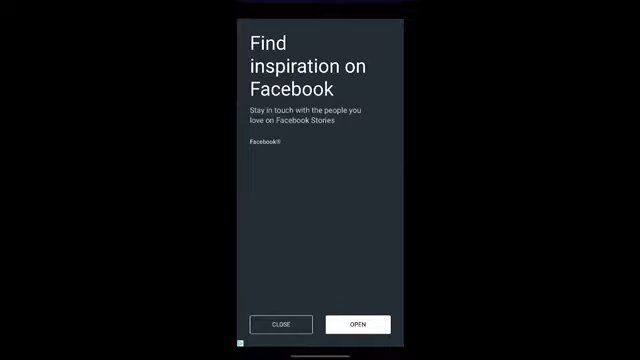 Find
inspiration on
Facebook
Stay in touch with the people you
love on Facebook Stories
Facebook®
CLOSE
OPEN